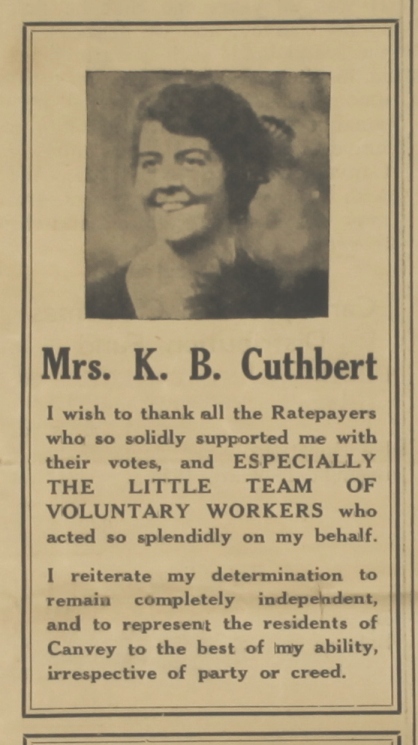 Mrs. K. B. Cuthbert
I wish to thank all the Ratepayers
who so solidly supported me with
their votes, and ESPECIALLY
THE LITTLE TEAM OF
VOLUNTARY WORKERS who
acted so splendidly on my behalf.
I reiterate my determination to
remain completely independent,
and to represent the residents of
Canvey to the best of my ability,
irrespective of party or creed.